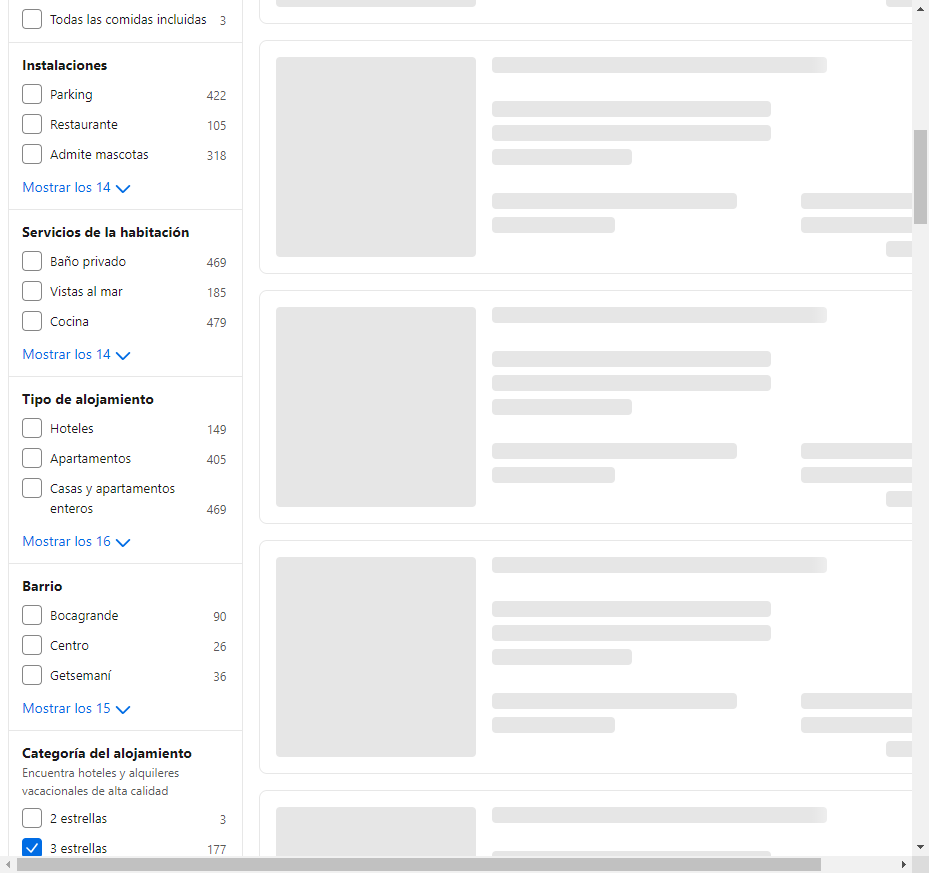 Todas las comidas incluidas 3
Instalaciones
Parking 422
Restaurante 105
Admite mascotas 318
Mostrar los 14
Servicios de la habitación
Baño privado 469
Vistas al mar 185
Cocina 479
Mostrar los 14
Tipo de alojamiento
Hoteles 149
Apartamentos 405
Casas y apartamentos
enteros 469
Mostrar los 16
Barrio
Bocagrande 90
Centro 26
Getsemaní 36
Mostrar los 15
Categoría del alojamiento
Encuentra hoteles y alquileres
vacacionales de alta calidad
2 estrellas 3
3 estrellas 177